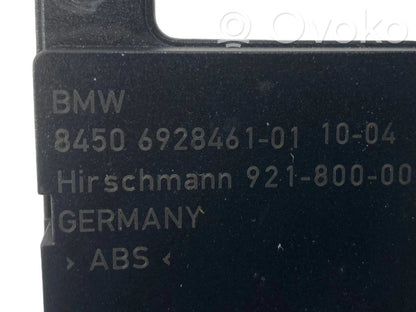 Ovoko
BMW
8450 6928461-01 10-04
Hirschmann 921-800-00
GERMANY
> ABS <